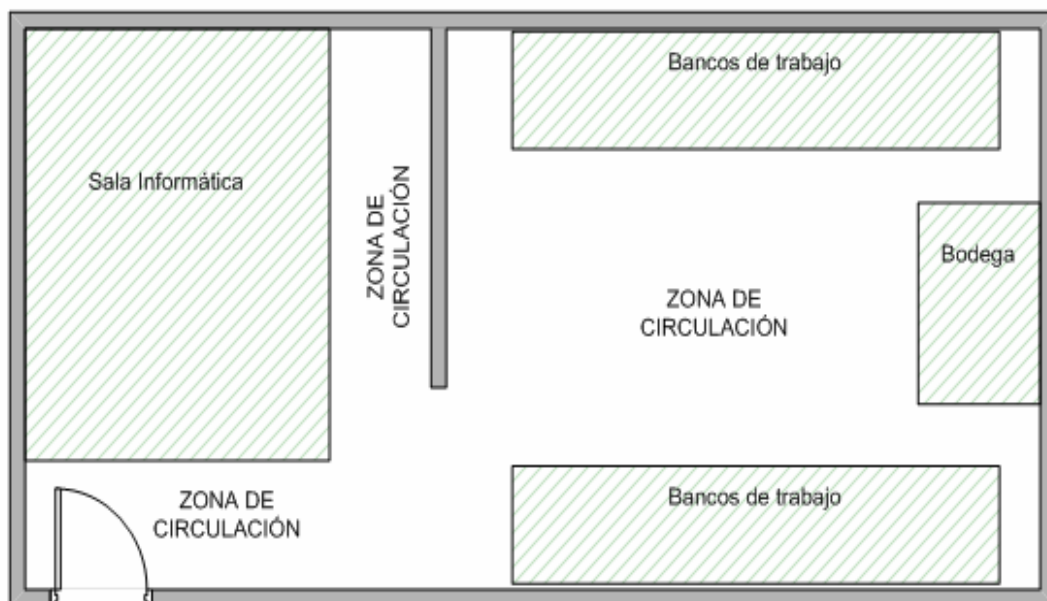 Bancos de trabajo
Sala Informática
ZONA DE
CIRCULACIÓN
Bodega
ZONA DE
CIRCULACIÓN
ZONA DE
CIRCULACIÓN
Bancos de trabajo